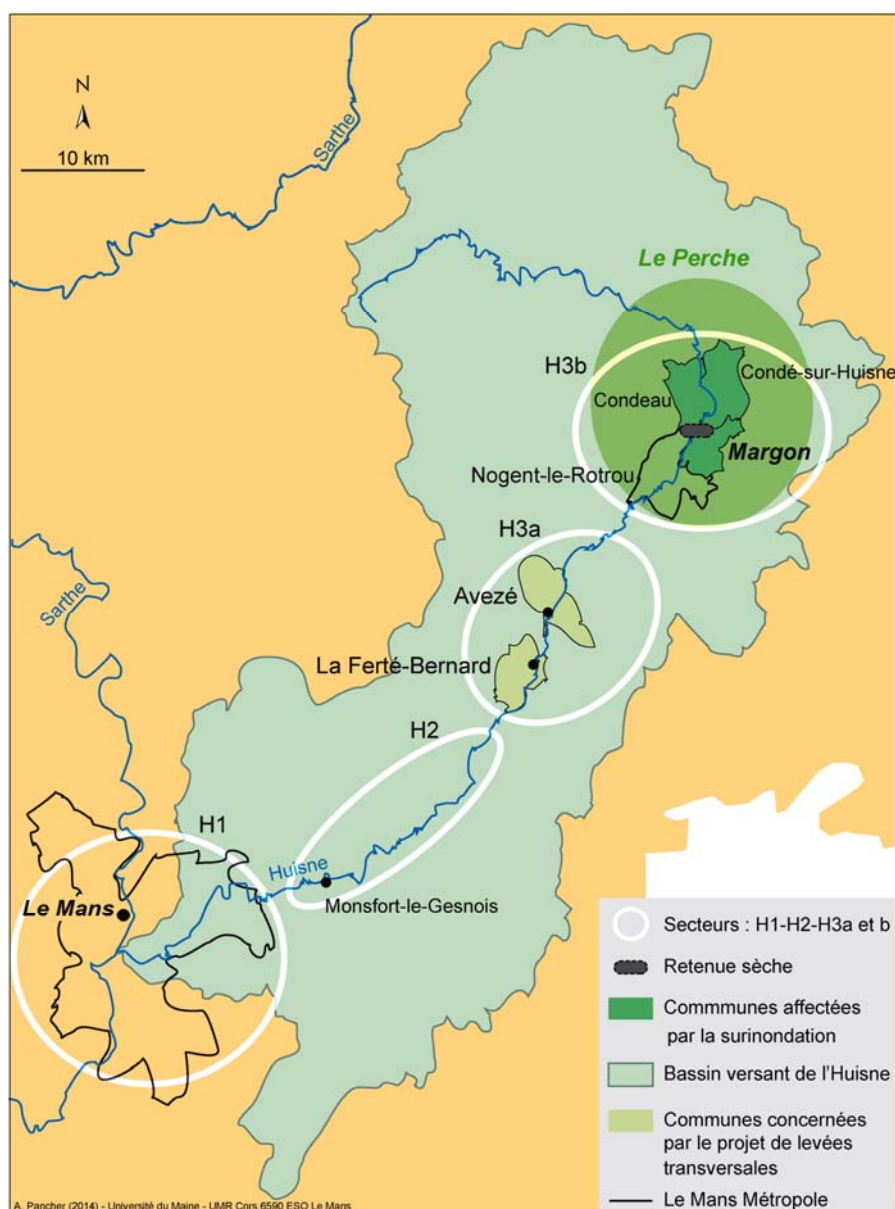 N
10 km
Sarthe
Le Perche
H3b
Condé-sur-Huisne
Condeau
Margon
Nogent-le-Rotrou
H3a
Avezé
Sarthe
La Ferté-Bernard
H2
H1
Huisne
Le Mans
Monsfort-le-Gesnois
Secteurs : H1-H2-H3a et b
Retenue sèche
Commmunes affectées
par la surinondation
Bassin versant de l'Huisne
Communes concernées
par le projet de levées
transversales
Le Mans Métropole
A. Pancher (2014) - Université du Maine - UMR Cnrs 6590 ESO Le Mans